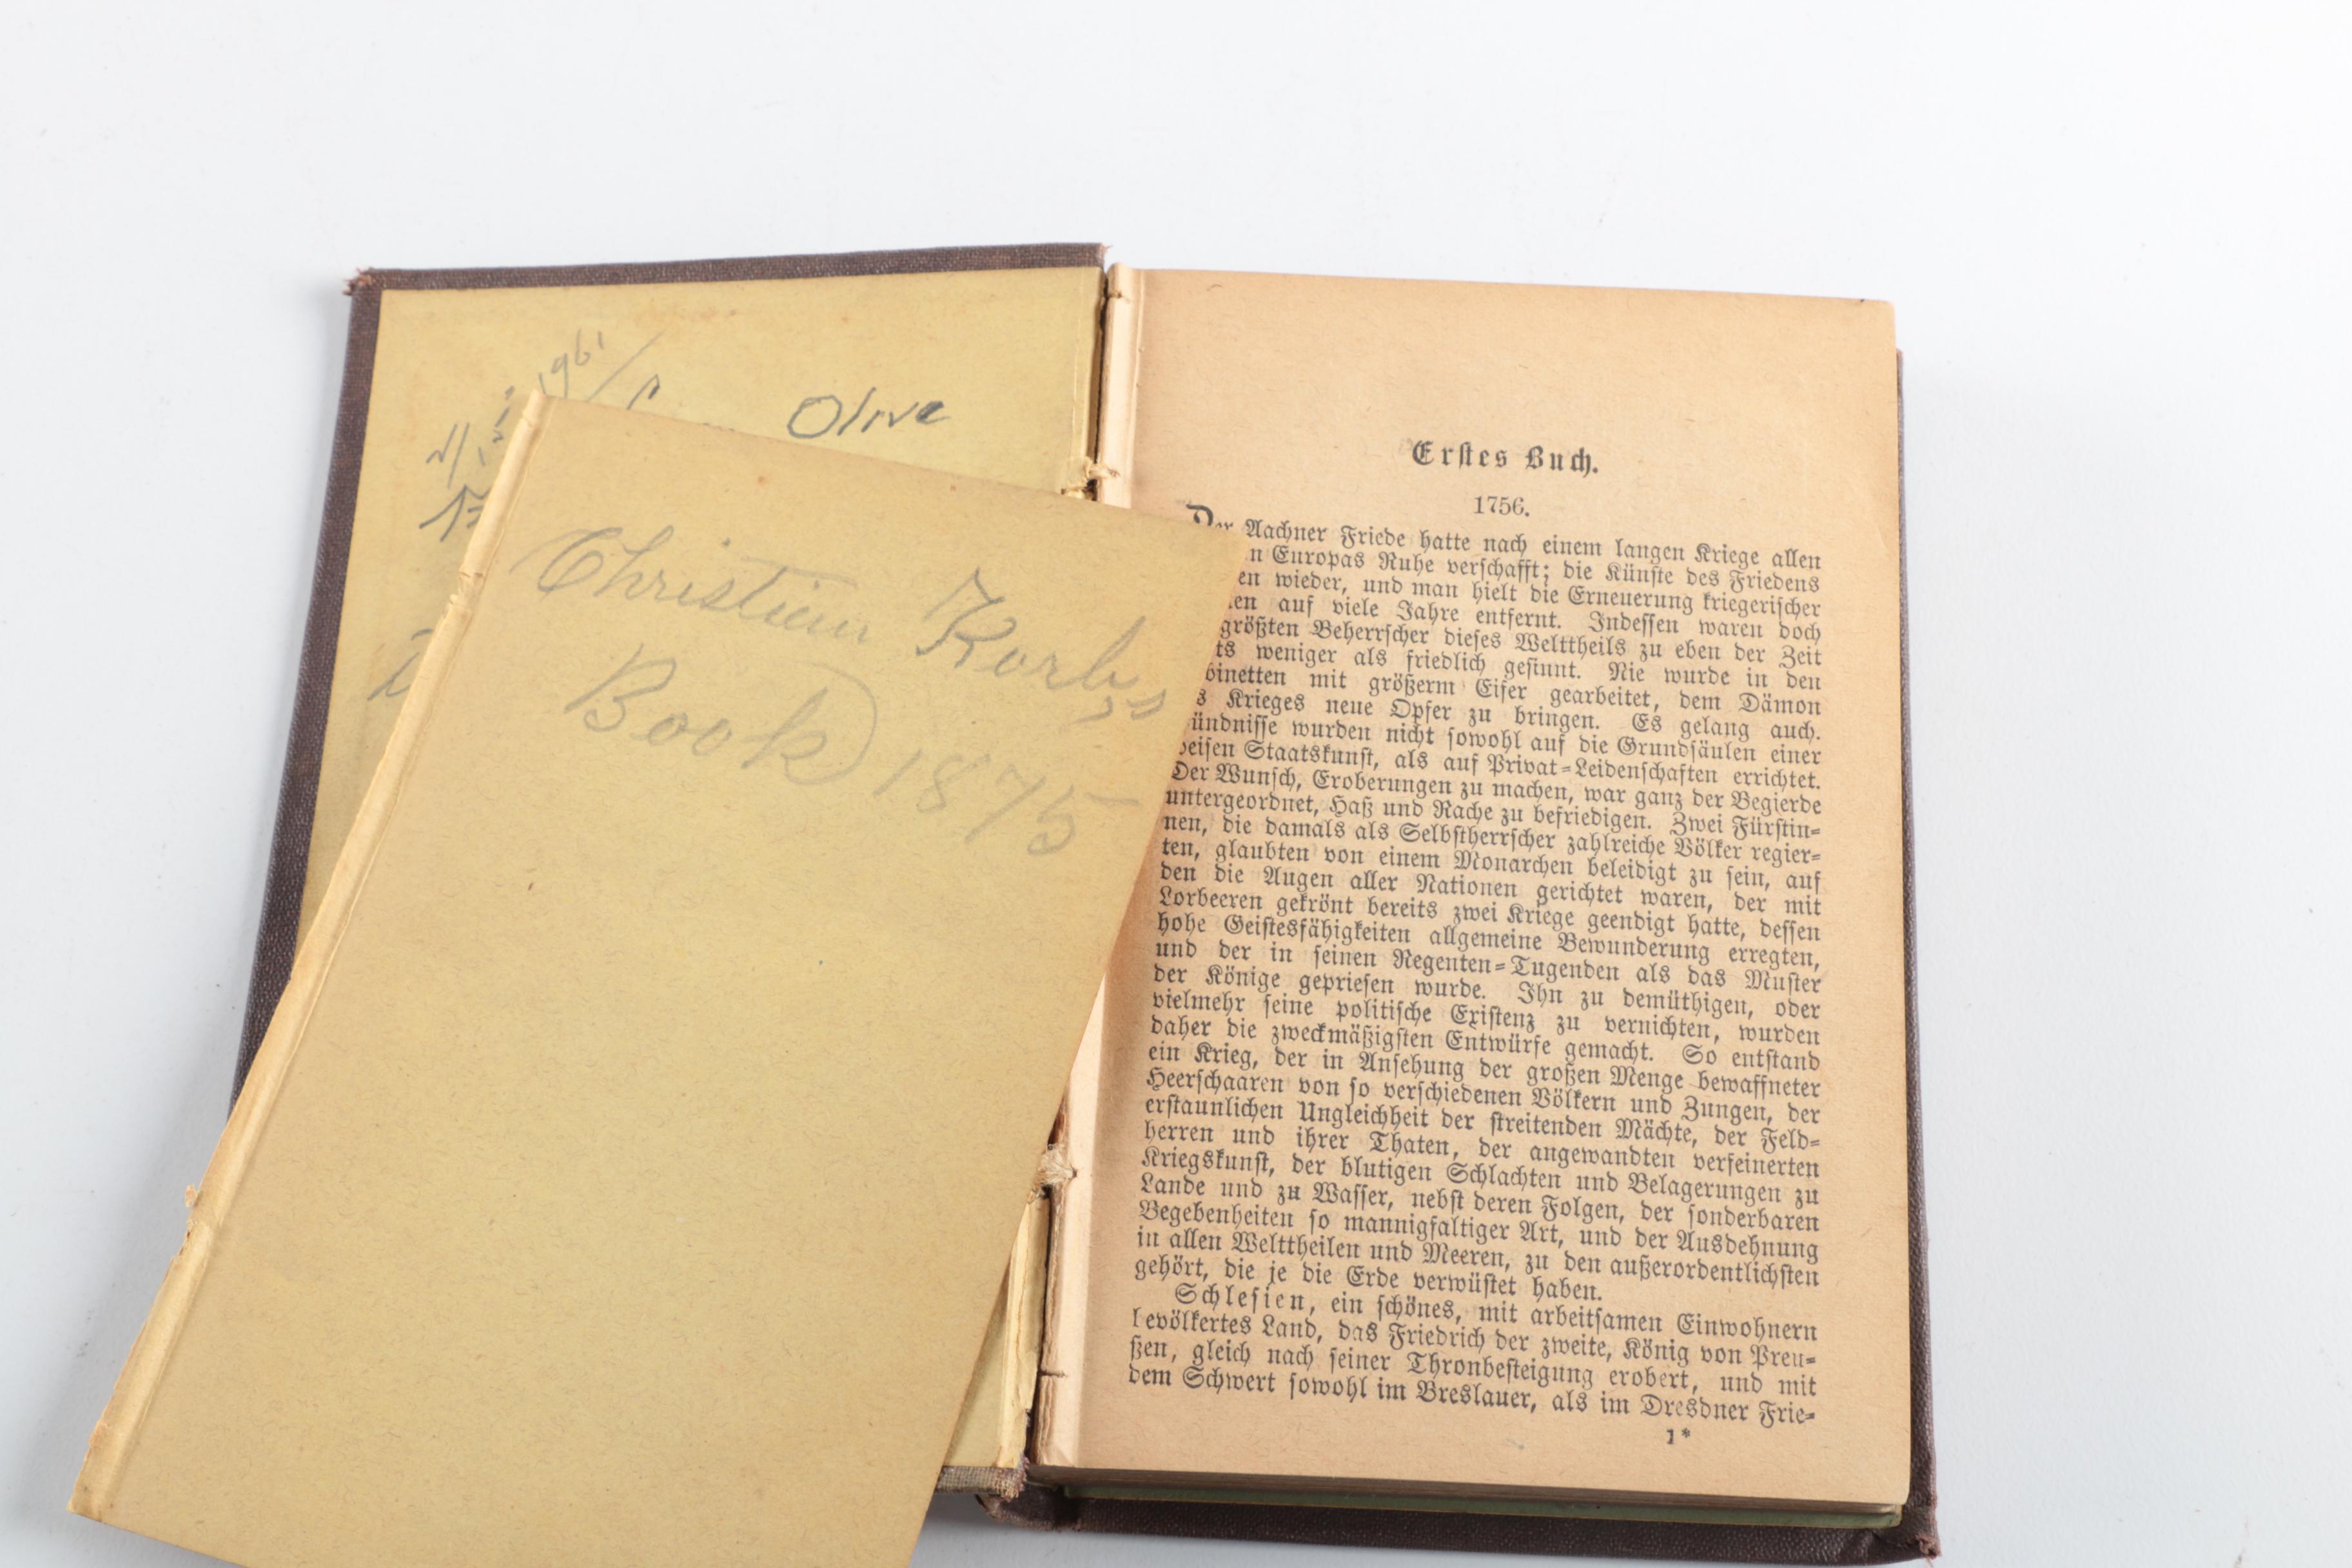 1961
Olive
Christian Korbs
Book 1875
Erstes Buch.
1756.
Der Aachner Friede hatte nach einem langen Kriege allen
n Europas Ruhe verschafft; die Künste des Friedens
en wieder, und man hielt die Erneuerung kriegerischer
en auf viele Jahre entfernt. Indessen waren doch
größten Beherrscher dieses Welttheils zu eben der Zeit
ts weniger als friedlich gesinnt. Nie wurde in den
binetten mit größerm Eifer gearbeitet, dem Dämon
s Krieges neue Opfer zu bringen. Es gelang auch.
ündnisse wurden nicht sowohl auf die Grundsäulen einer
weisen Staatskunst, als auf Privat-Leidenschaften errichtet.
Der Wunsch, Eroberungen zu machen, war ganz der Begierde
untergeordnet, Haß und Rache zu befriedigen. Zwei Fürstin-
nen, die damals als Selbstherrscher zahlreiche Völker regier-
ten, glaubten von einem Monarchen beleidigt zu sein, auf
den die Augen aller Nationen gerichtet waren, der mit
Lorbeeren gekrönt bereits zwei Kriege geendigt hatte, dessen
hohe Geistesfähigkeiten allgemeine Bewunderung erregten,
und der in seinen Regenten-Tugenden als das Muster
der Könige gepriesen wurde. Ihn zu demüthigen, oder
vielmehr seine politische Existenz zu vernichten, wurden
daher die zweckmäßigsten Entwürfe gemacht. So entstand
ein Krieg, der in Ansehung der großen Menge bewaffneter
Heerschaaren von so verschiedenen Völkern und Zungen, der
erstaunlichen Ungleichheit der streitenden Mächte, der Feld-
herren und ihrer Thaten, der angewandten verfeinerten
Kriegskunst, der blutigen Schlachten und Belagerungen zu
Lande und zu Wasser, nebst deren Folgen, der sonderbaren
Begebenheiten so mannigfaltiger Art, und der Ausdehnung
in allen Welttheilen und Meeren, zu den außerordentlichsten
gehört, die je die Erde verwüstet haben.
Schlesien, ein schönes, mit arbeitsamen Einwohnern
bevölkertes Land, das Friedrich der zweite, König von Preu-
ßen, gleich nach seiner Thronbesteigung erobert, und mit
dem Schwert sowohl im Breslauer, als im Dresdner Frie-
1*